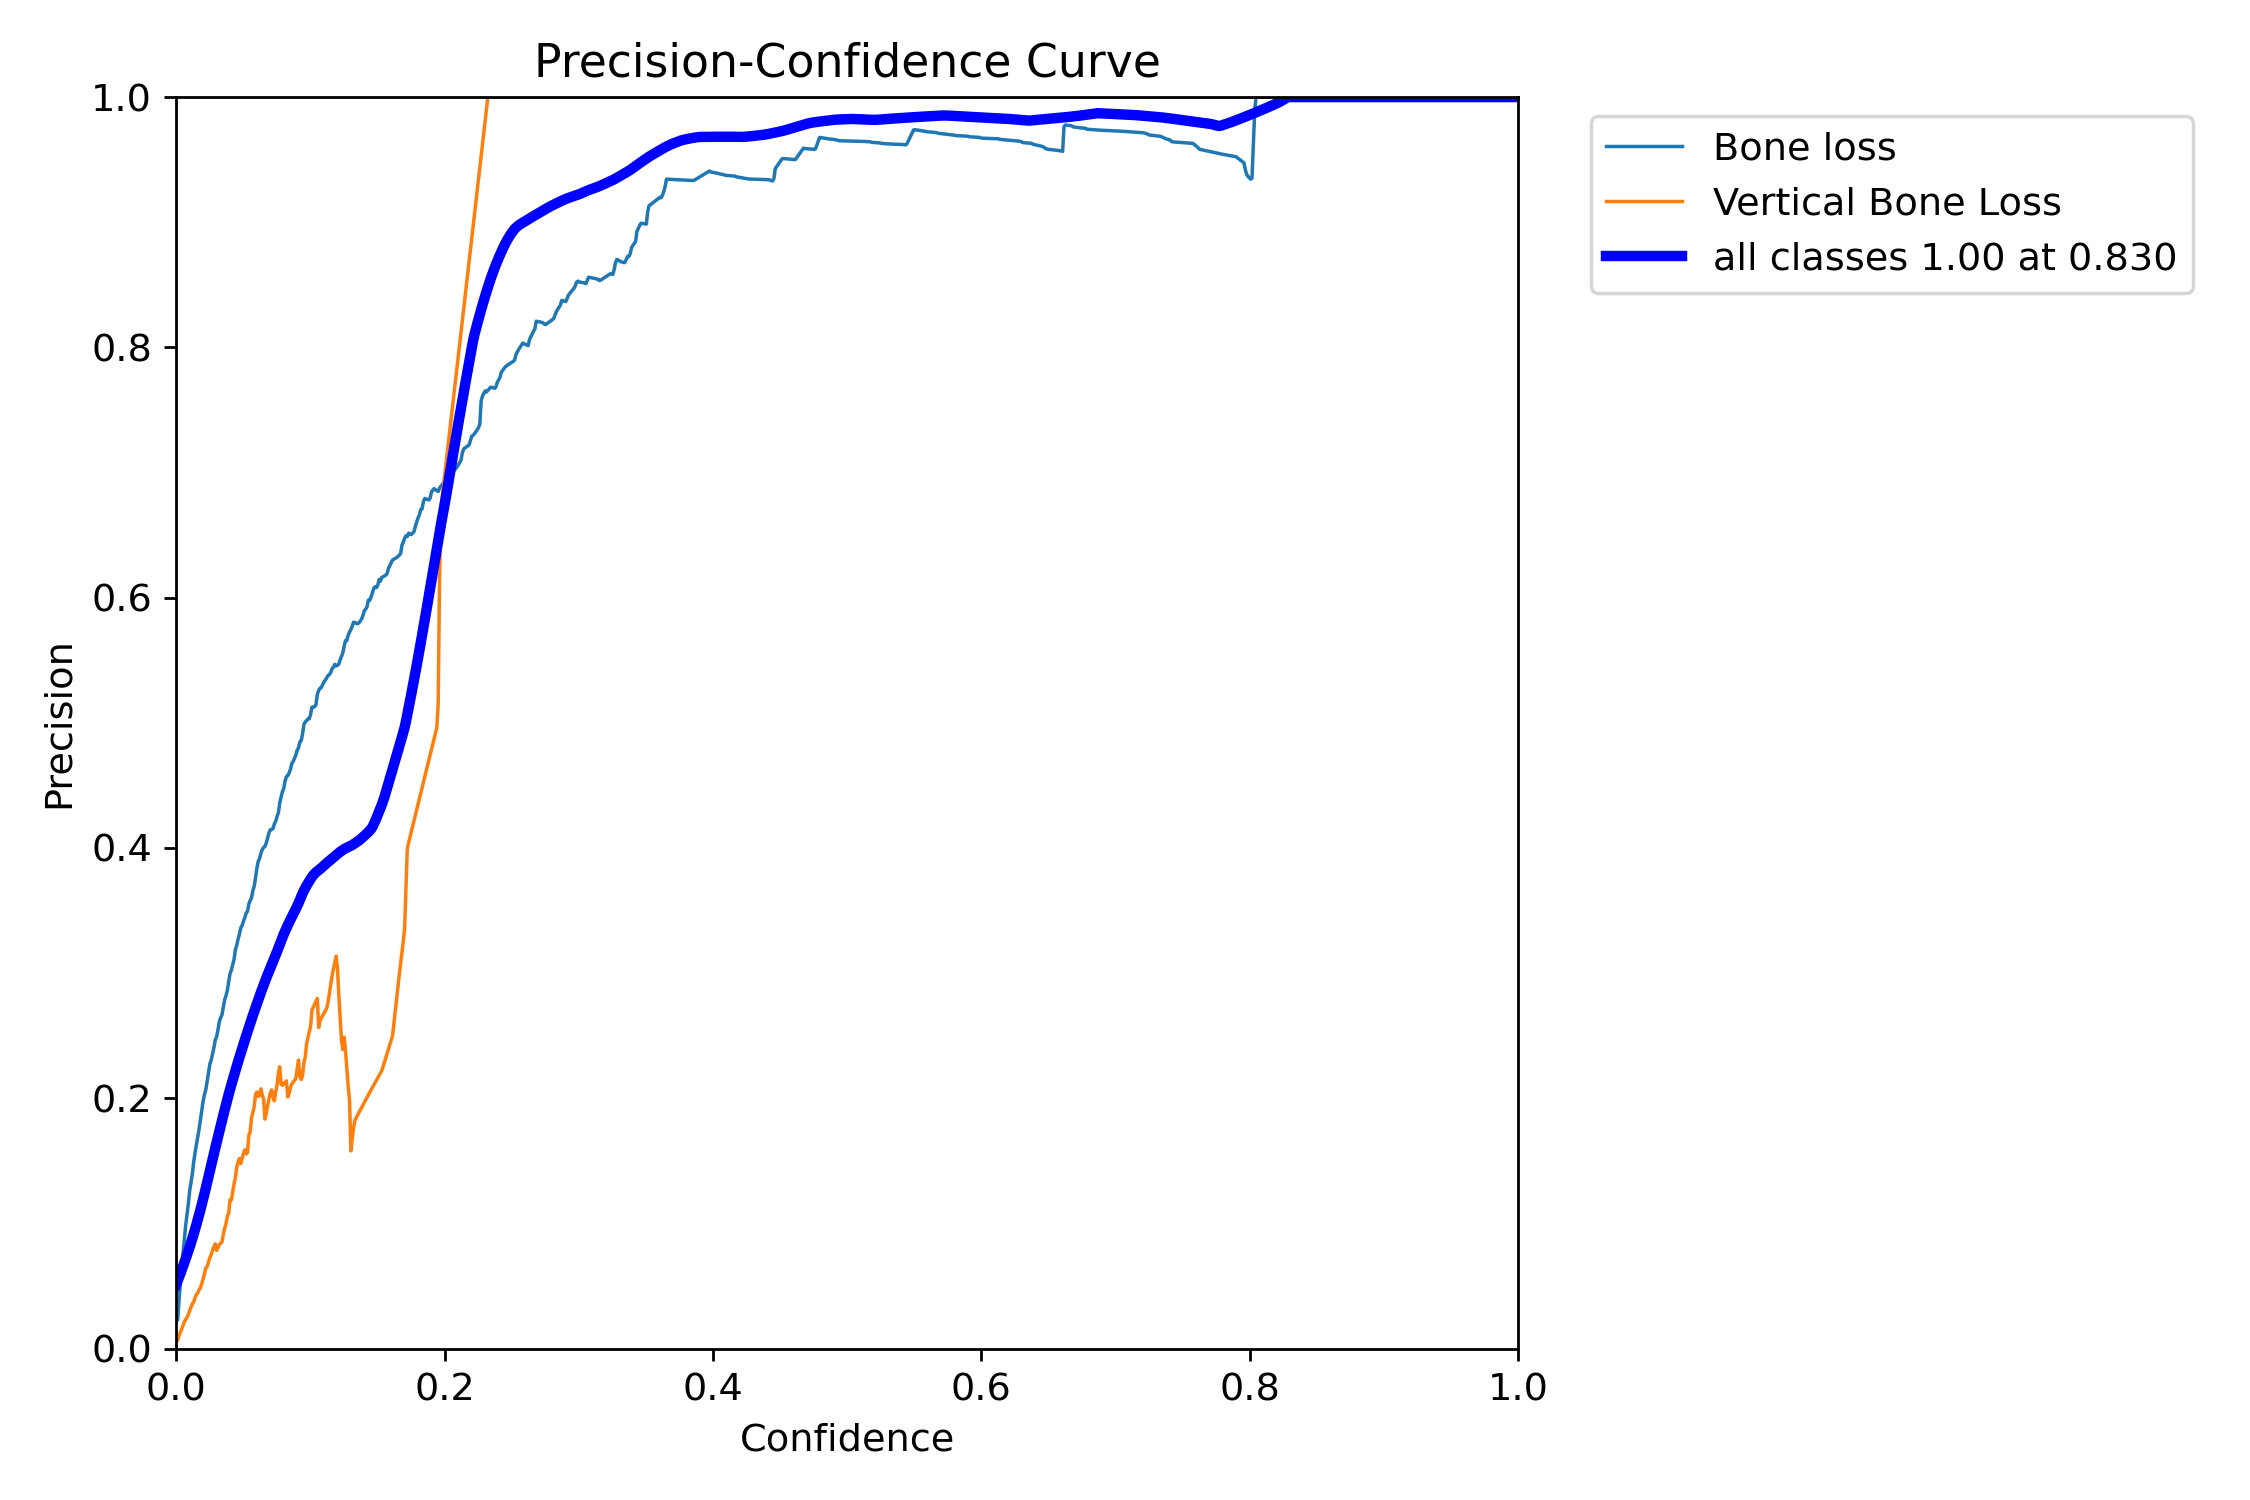 Precision-Confidence Curve
1.0
0.8
0.6
0.4
0.2
0.0
Precision
0.0 0.2 0.4 0.6 0.8 1.0
Confidence
Bone loss
Vertical Bone Loss
all classes 1.00 at 0.830